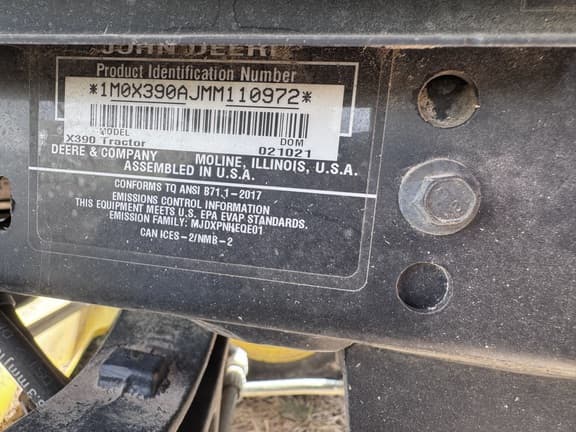 JOHN DEERE
Product Identification Number
*1M0X390AJMM110972*
MODEL DOM
X390 Tractor 021021
DEERE & COMPANY MOLINE, ILLINOIS, U.S.A.
ASSEMBLED IN U.S.A.
CONFORMS TO ANSI B71.1-2017
EMISSIONS CONTROL INFORMATION
THIS EQUIPMENT MEETS U.S. EPA EVAP STANDARDS.
EMISSION FAMILY: MJDXPNHEQE01
CAN ICES-2/NMB-2